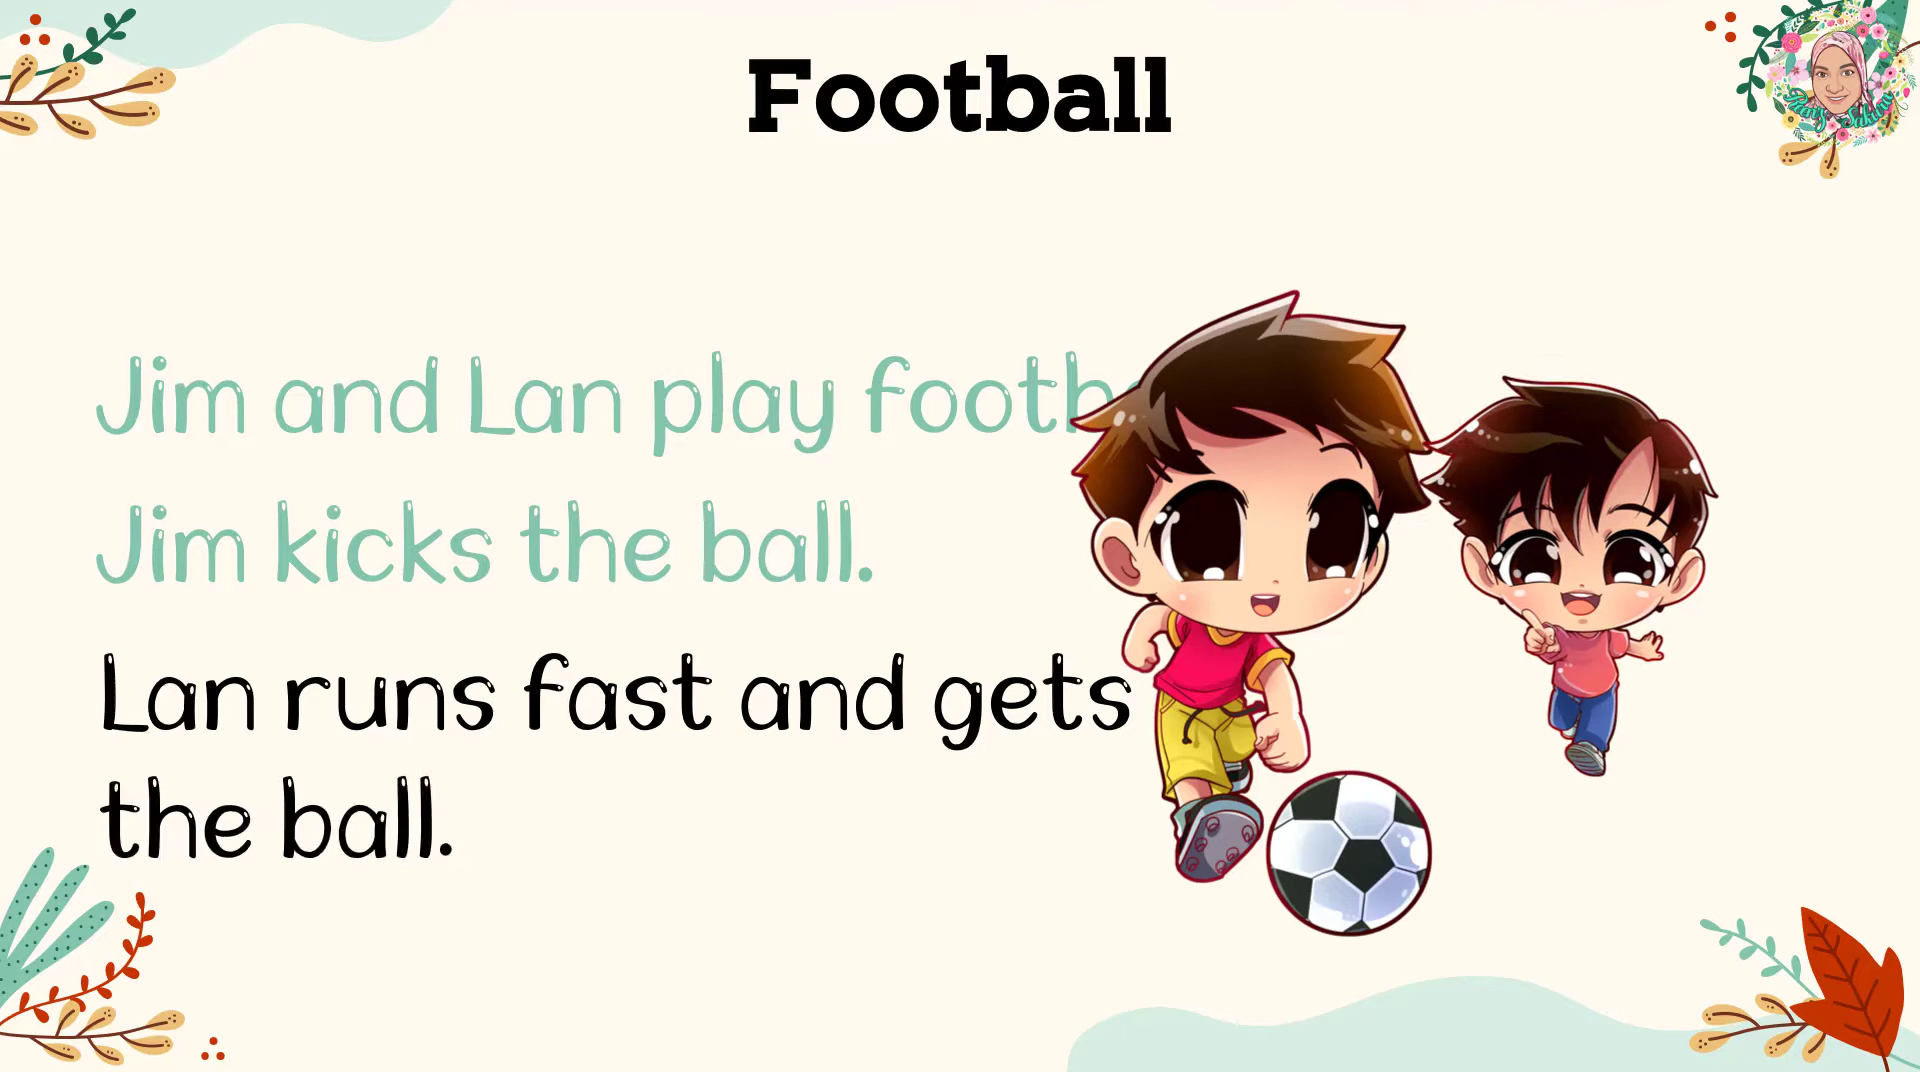 Football
Jim and Lan play footb
Jim kicks the ball.
Lan runs fast and gets
the ball.